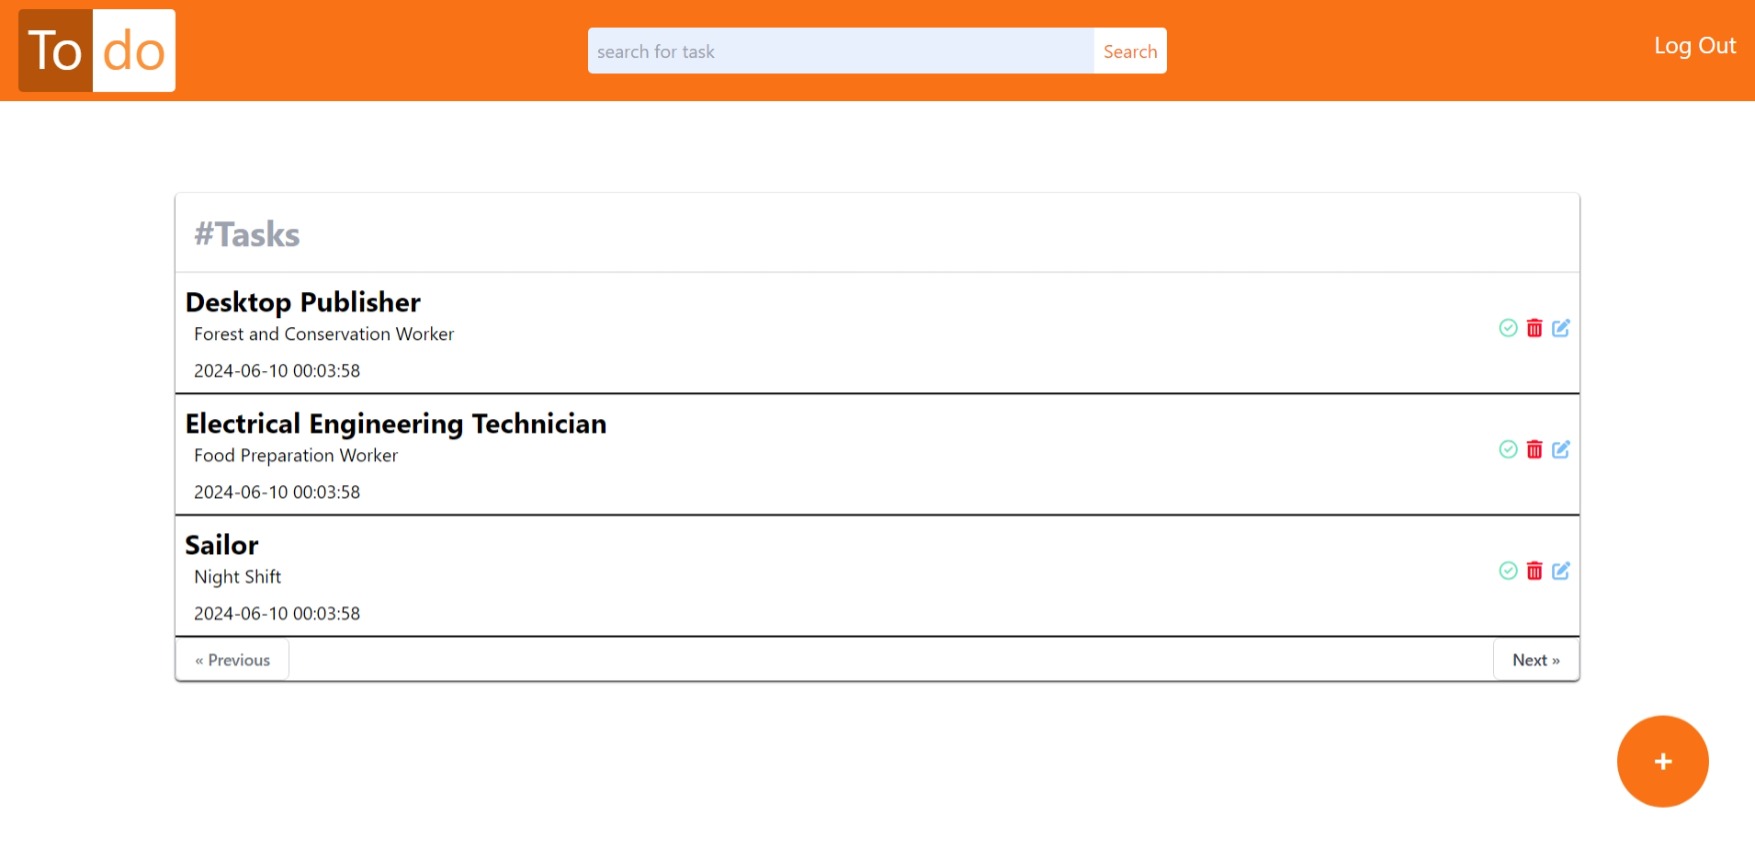 To do
search for task
Search
Log Out
#Tasks
Desktop Publisher
Forest and Conservation Worker
2024-06-10 00:03:58
Electrical Engineering Technician
Food Preparation Worker
2024-06-10 00:03:58
Sailor
Night Shift
2024-06-10 00:03:58
« Previous
Next »
+